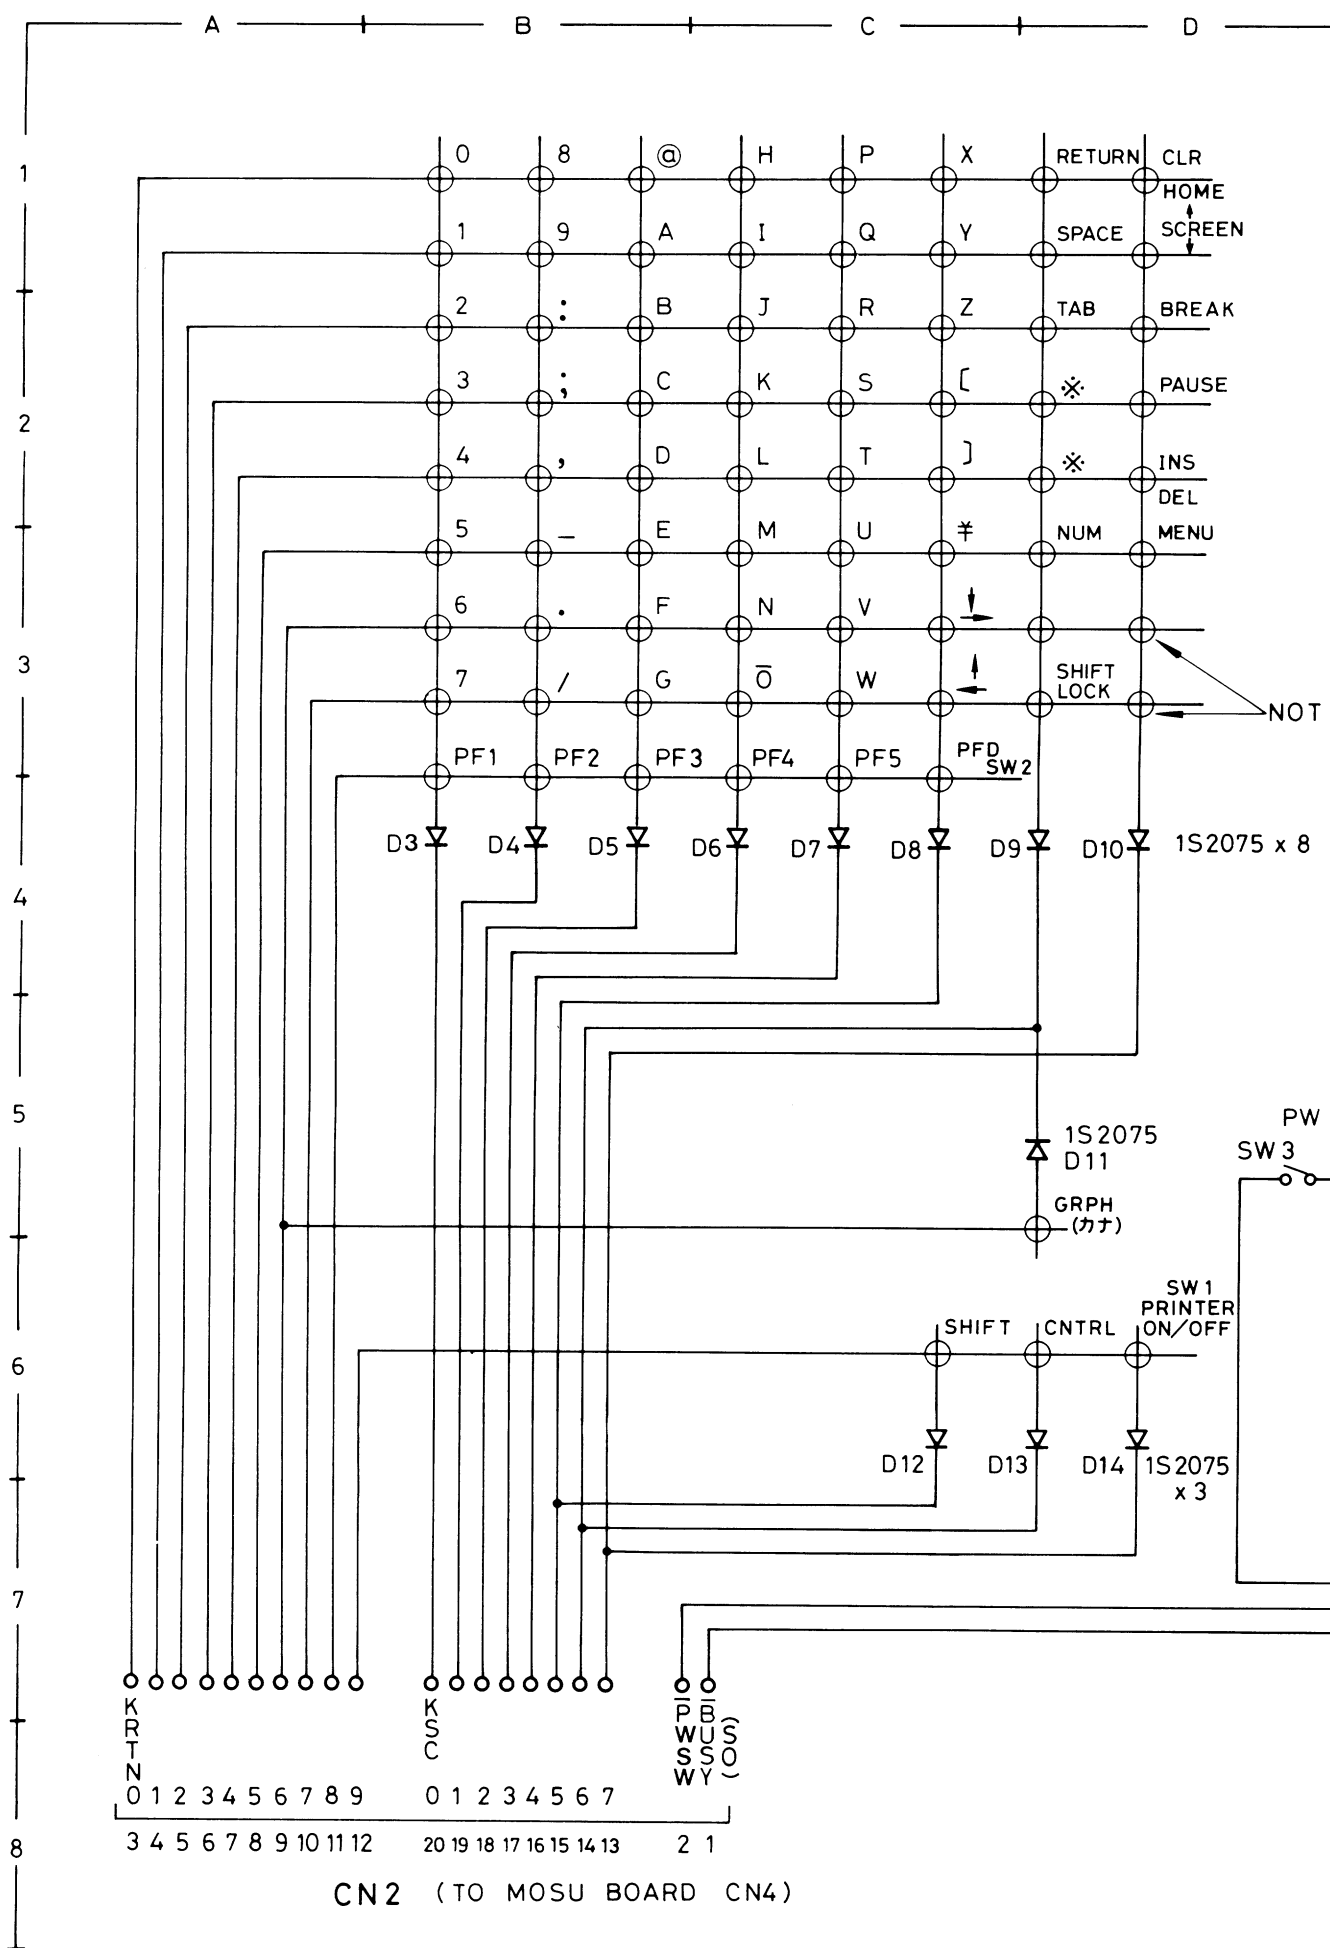 A B C D
1
0 8 @ H P X RETURN CLR
HOME
1 9 A I Q Y SPACE SCREEN
2 : B J R Z TAB BREAK
2
3 ; C K S [ ※ PAUSE
4 , D L T ] ※ INS
DEL
5 — E M U ¥ NUM MENU
6 . F N V ↓ →
3
7 / G O̅ W ↑ ← SHIFT
LOCK
NOT
PF1 PF2 PF3 PF4 PF5 PFD
SW2
D3 D4 D5 D6 D7 D8 D9 D10 1S2075 x 8
4
5
PW
1S2075
D11
SW3
GRPH
(カナ)
SW1
PRINTER
ON/OFF
SHIFT CNTRL
6
D12 D13 D14 1S2075
x 3
7
KRTN KSC P̅WSW B̅USY (SO)
0 1 2 3 4 5 6 7 8 9 0 1 2 3 4 5 6 7
8
3 4 5 6 7 8 9 10 11 12 20 19 18 17 16 15 14 13 2 1
CN2 (TO MOSU BOARD CN4)